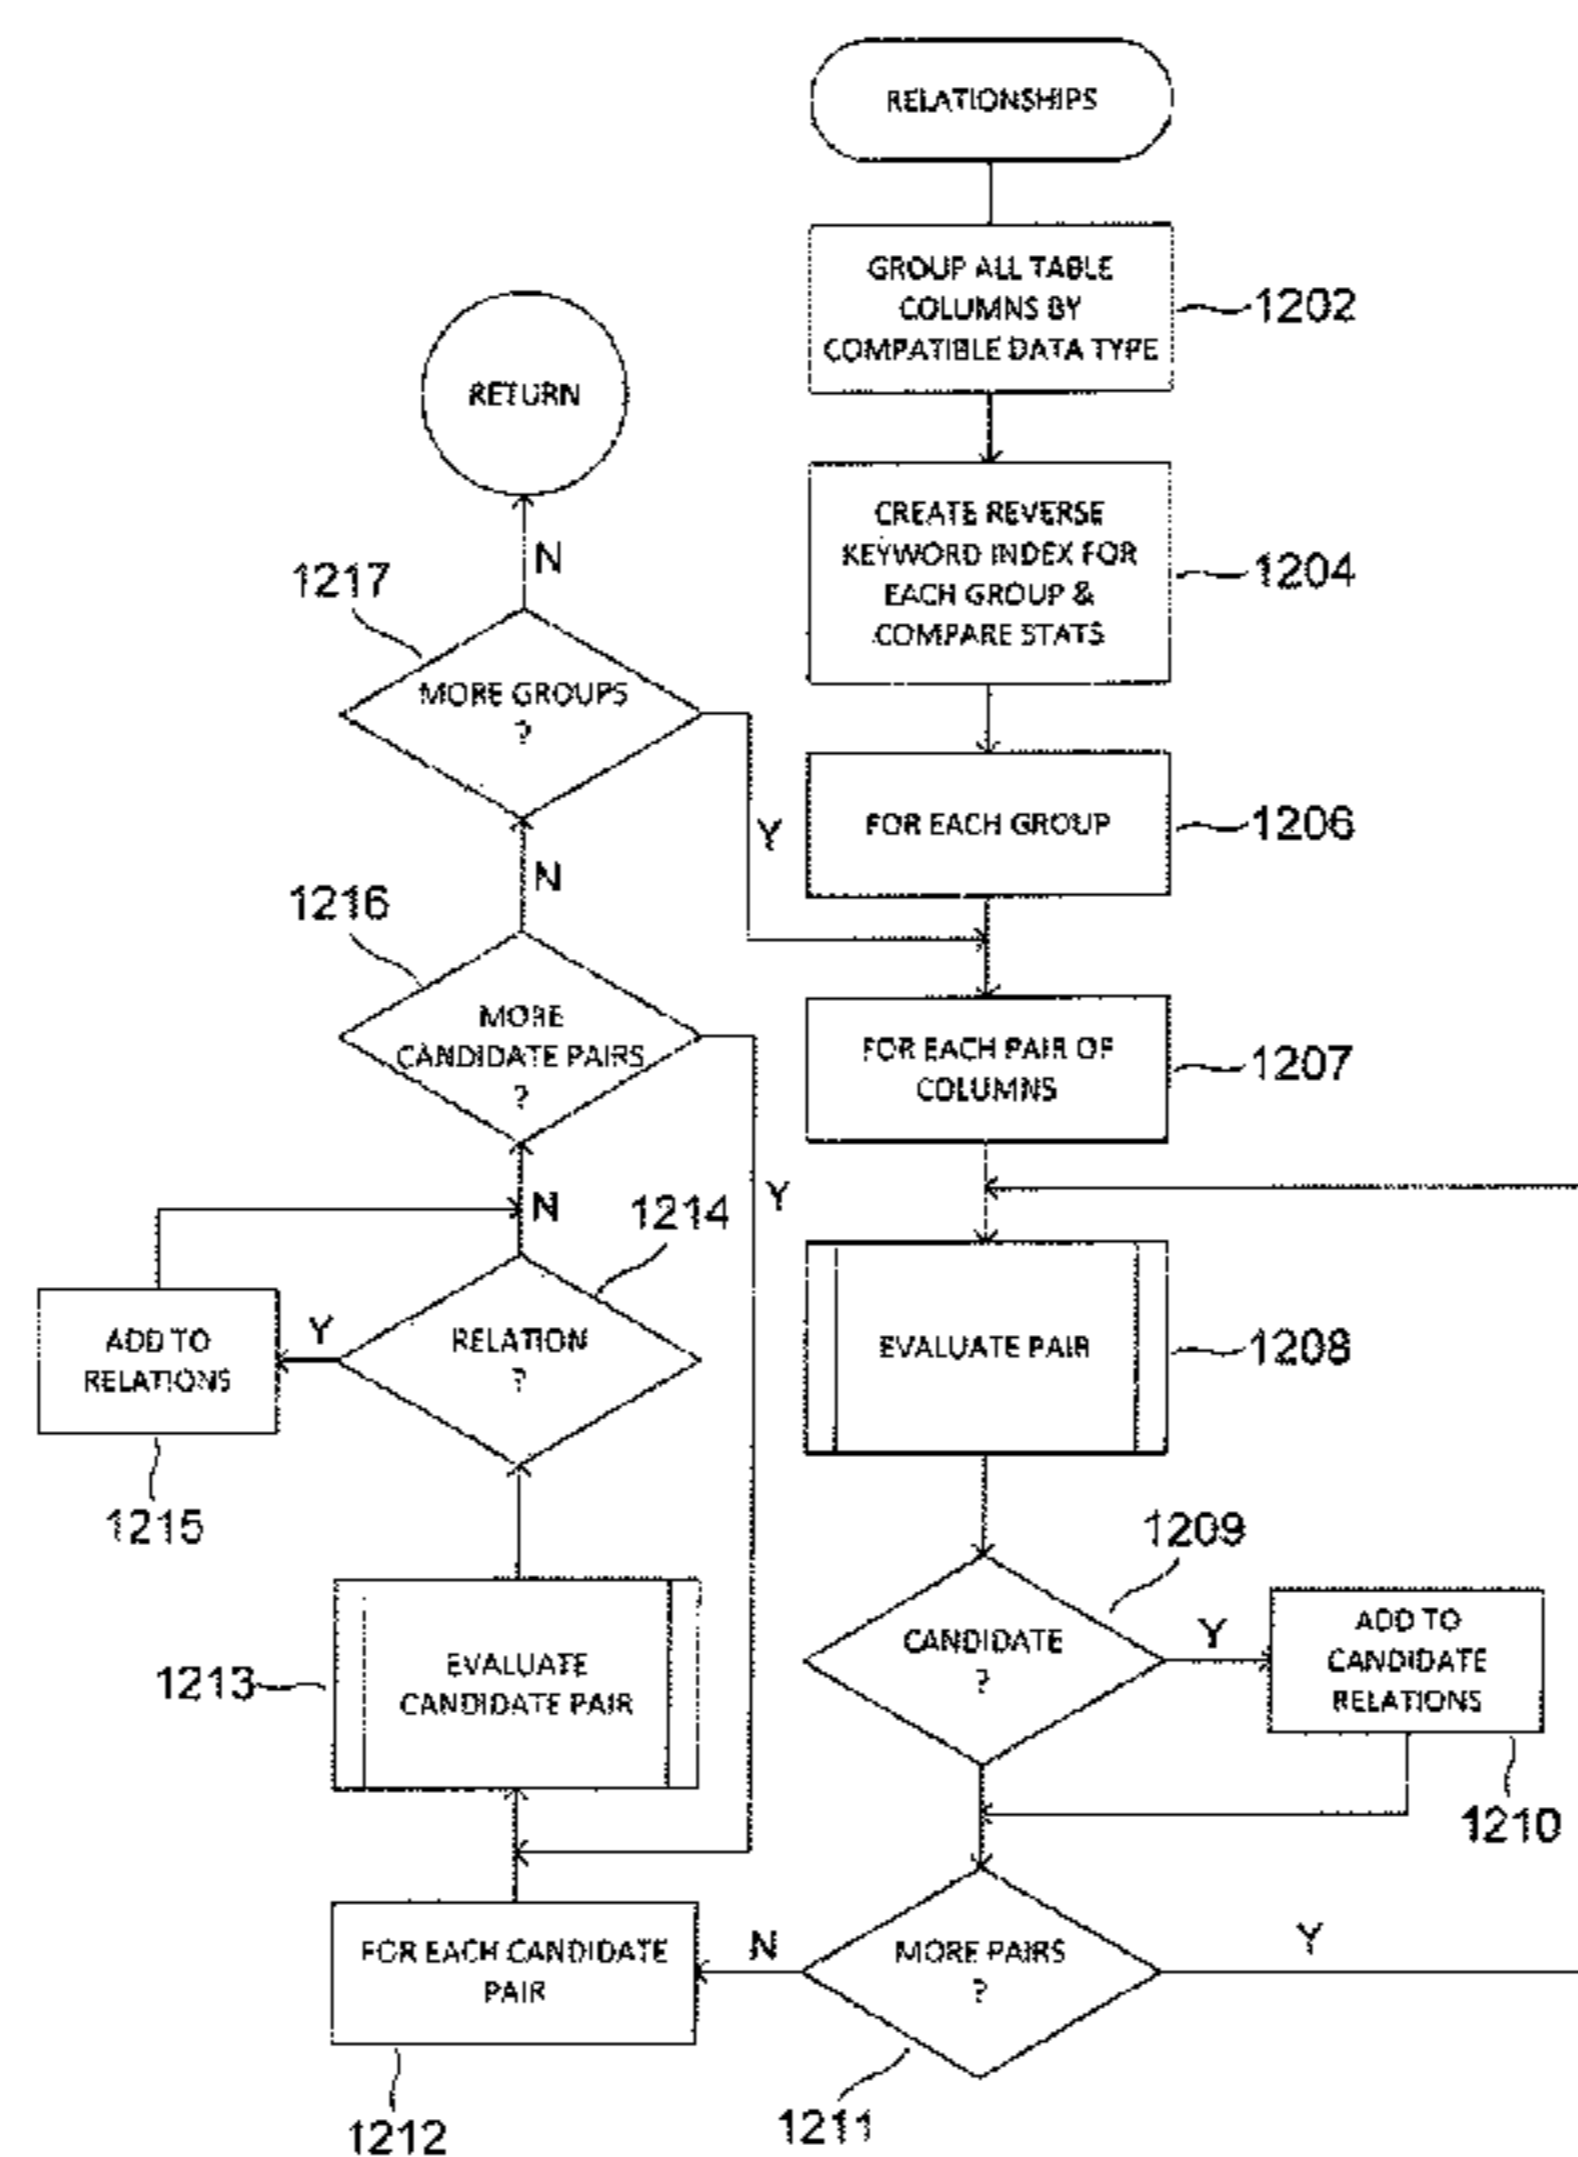 RELATIONSHIPS
GROUP ALL TABLE
COLUMNS BY
COMPATIBLE DATA TYPE
1202
CREATE REVERSE
KEYWORD INDEX FOR
EACH GROUP &
COMPARE STATS
1204
FOR EACH GROUP
1206
FOR EACH PAIR OF
COLUMNS
1207
EVALUATE PAIR
1208
1209
CANDIDATE
?
Y
ADD TO
CANDIDATE
RELATIONS
1210
MORE PAIRS
?
Y
N
1211
FOR EACH CANDIDATE
PAIR
1212
EVALUATE
CANDIDATE PAIR
1213
RELATION
?
1214
Y
N
ADD TO
RELATIONS
1215
MORE
CANDIDATE PAIRS
?
1216
Y
N
MORE GROUPS
?
1217
Y
N
RETURN